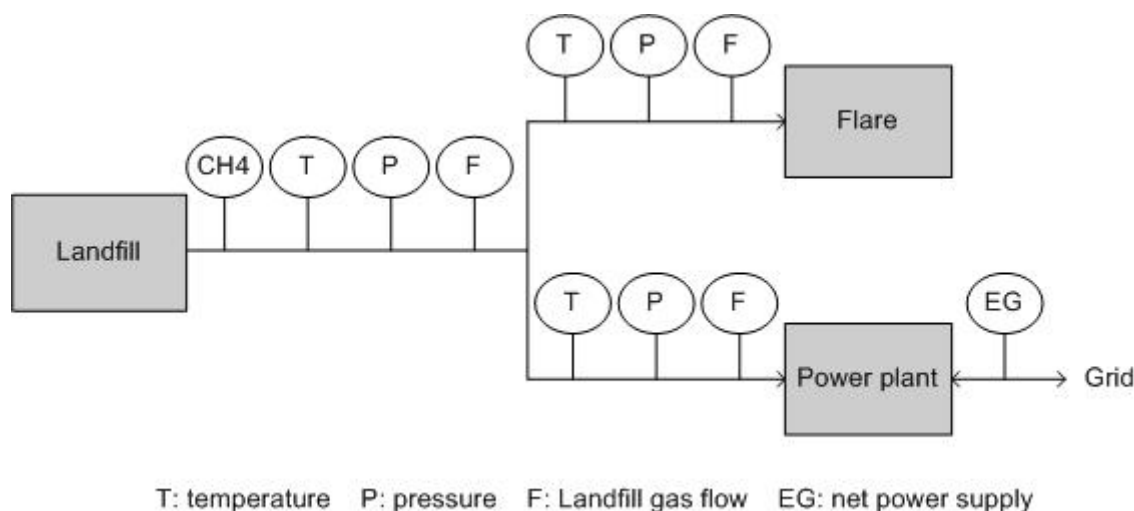 T P F
Flare
CH4 T P F
Landfill
T P F EG
Power plant
Grid
T: temperature P: pressure F: Landfill gas flow EG: net power supply